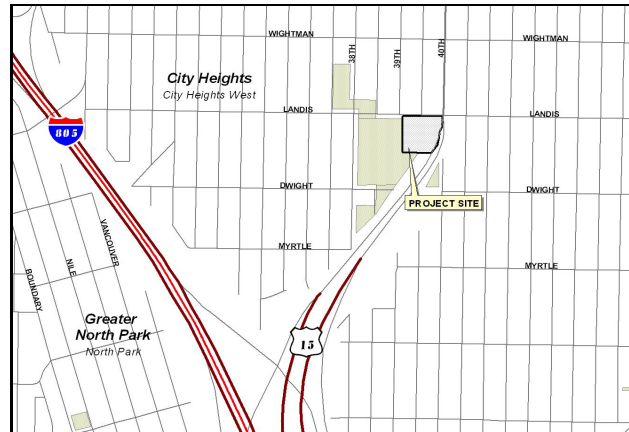 WIGHTMAN
WIGHTMAN
38TH
39TH
40TH
City Heights
City Heights West
LANDIS
LANDIS
805
DWIGHT
DWIGHT
PROJECT SITE
VANCOUVER
MYRTLE
MYRTLE
NILE
BOUNDARY
Greater
North Park
North Park
15